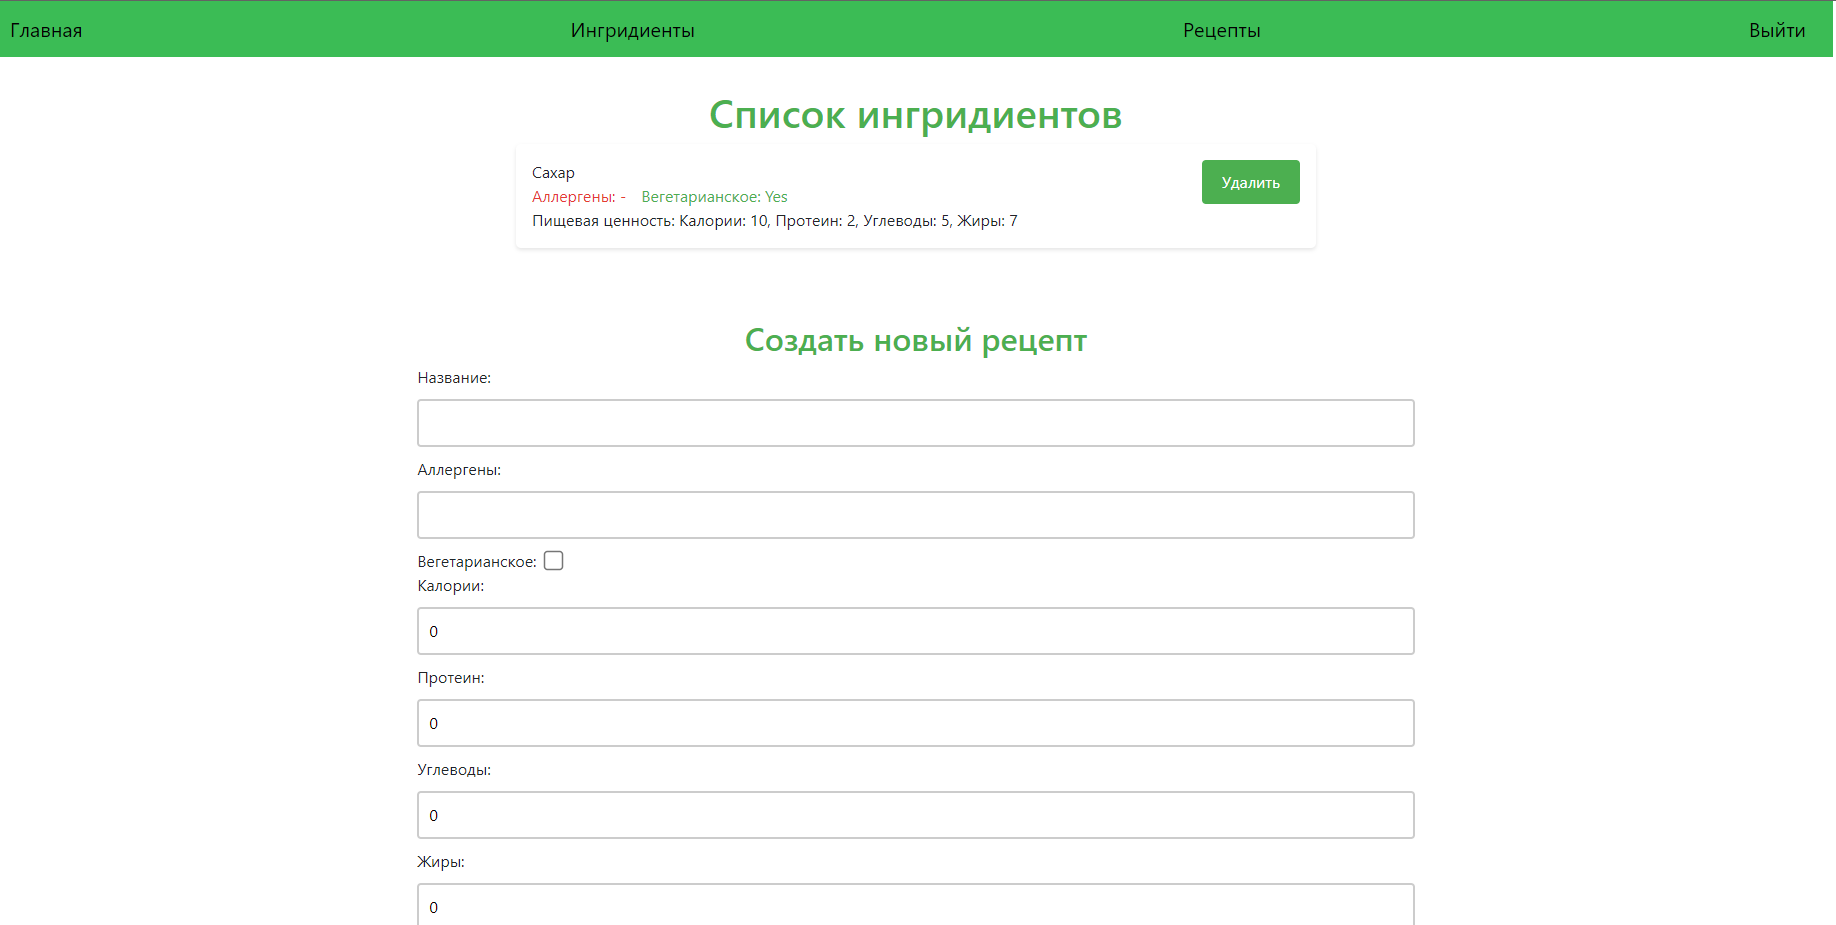 Главная Ингридиенты Рецепты Выйти
Список ингридиентов
Сахар
Удалить
Аллергены: - Вегетарианское: Yes
Пищевая ценность: Калории: 10, Протеин: 2, Углеводы: 5, Жиры: 7
Создать новый рецепт
Название:
Аллергены:
Вегетарианское:
Калории:
0
Протеин:
0
Углеводы:
0
Жиры:
0